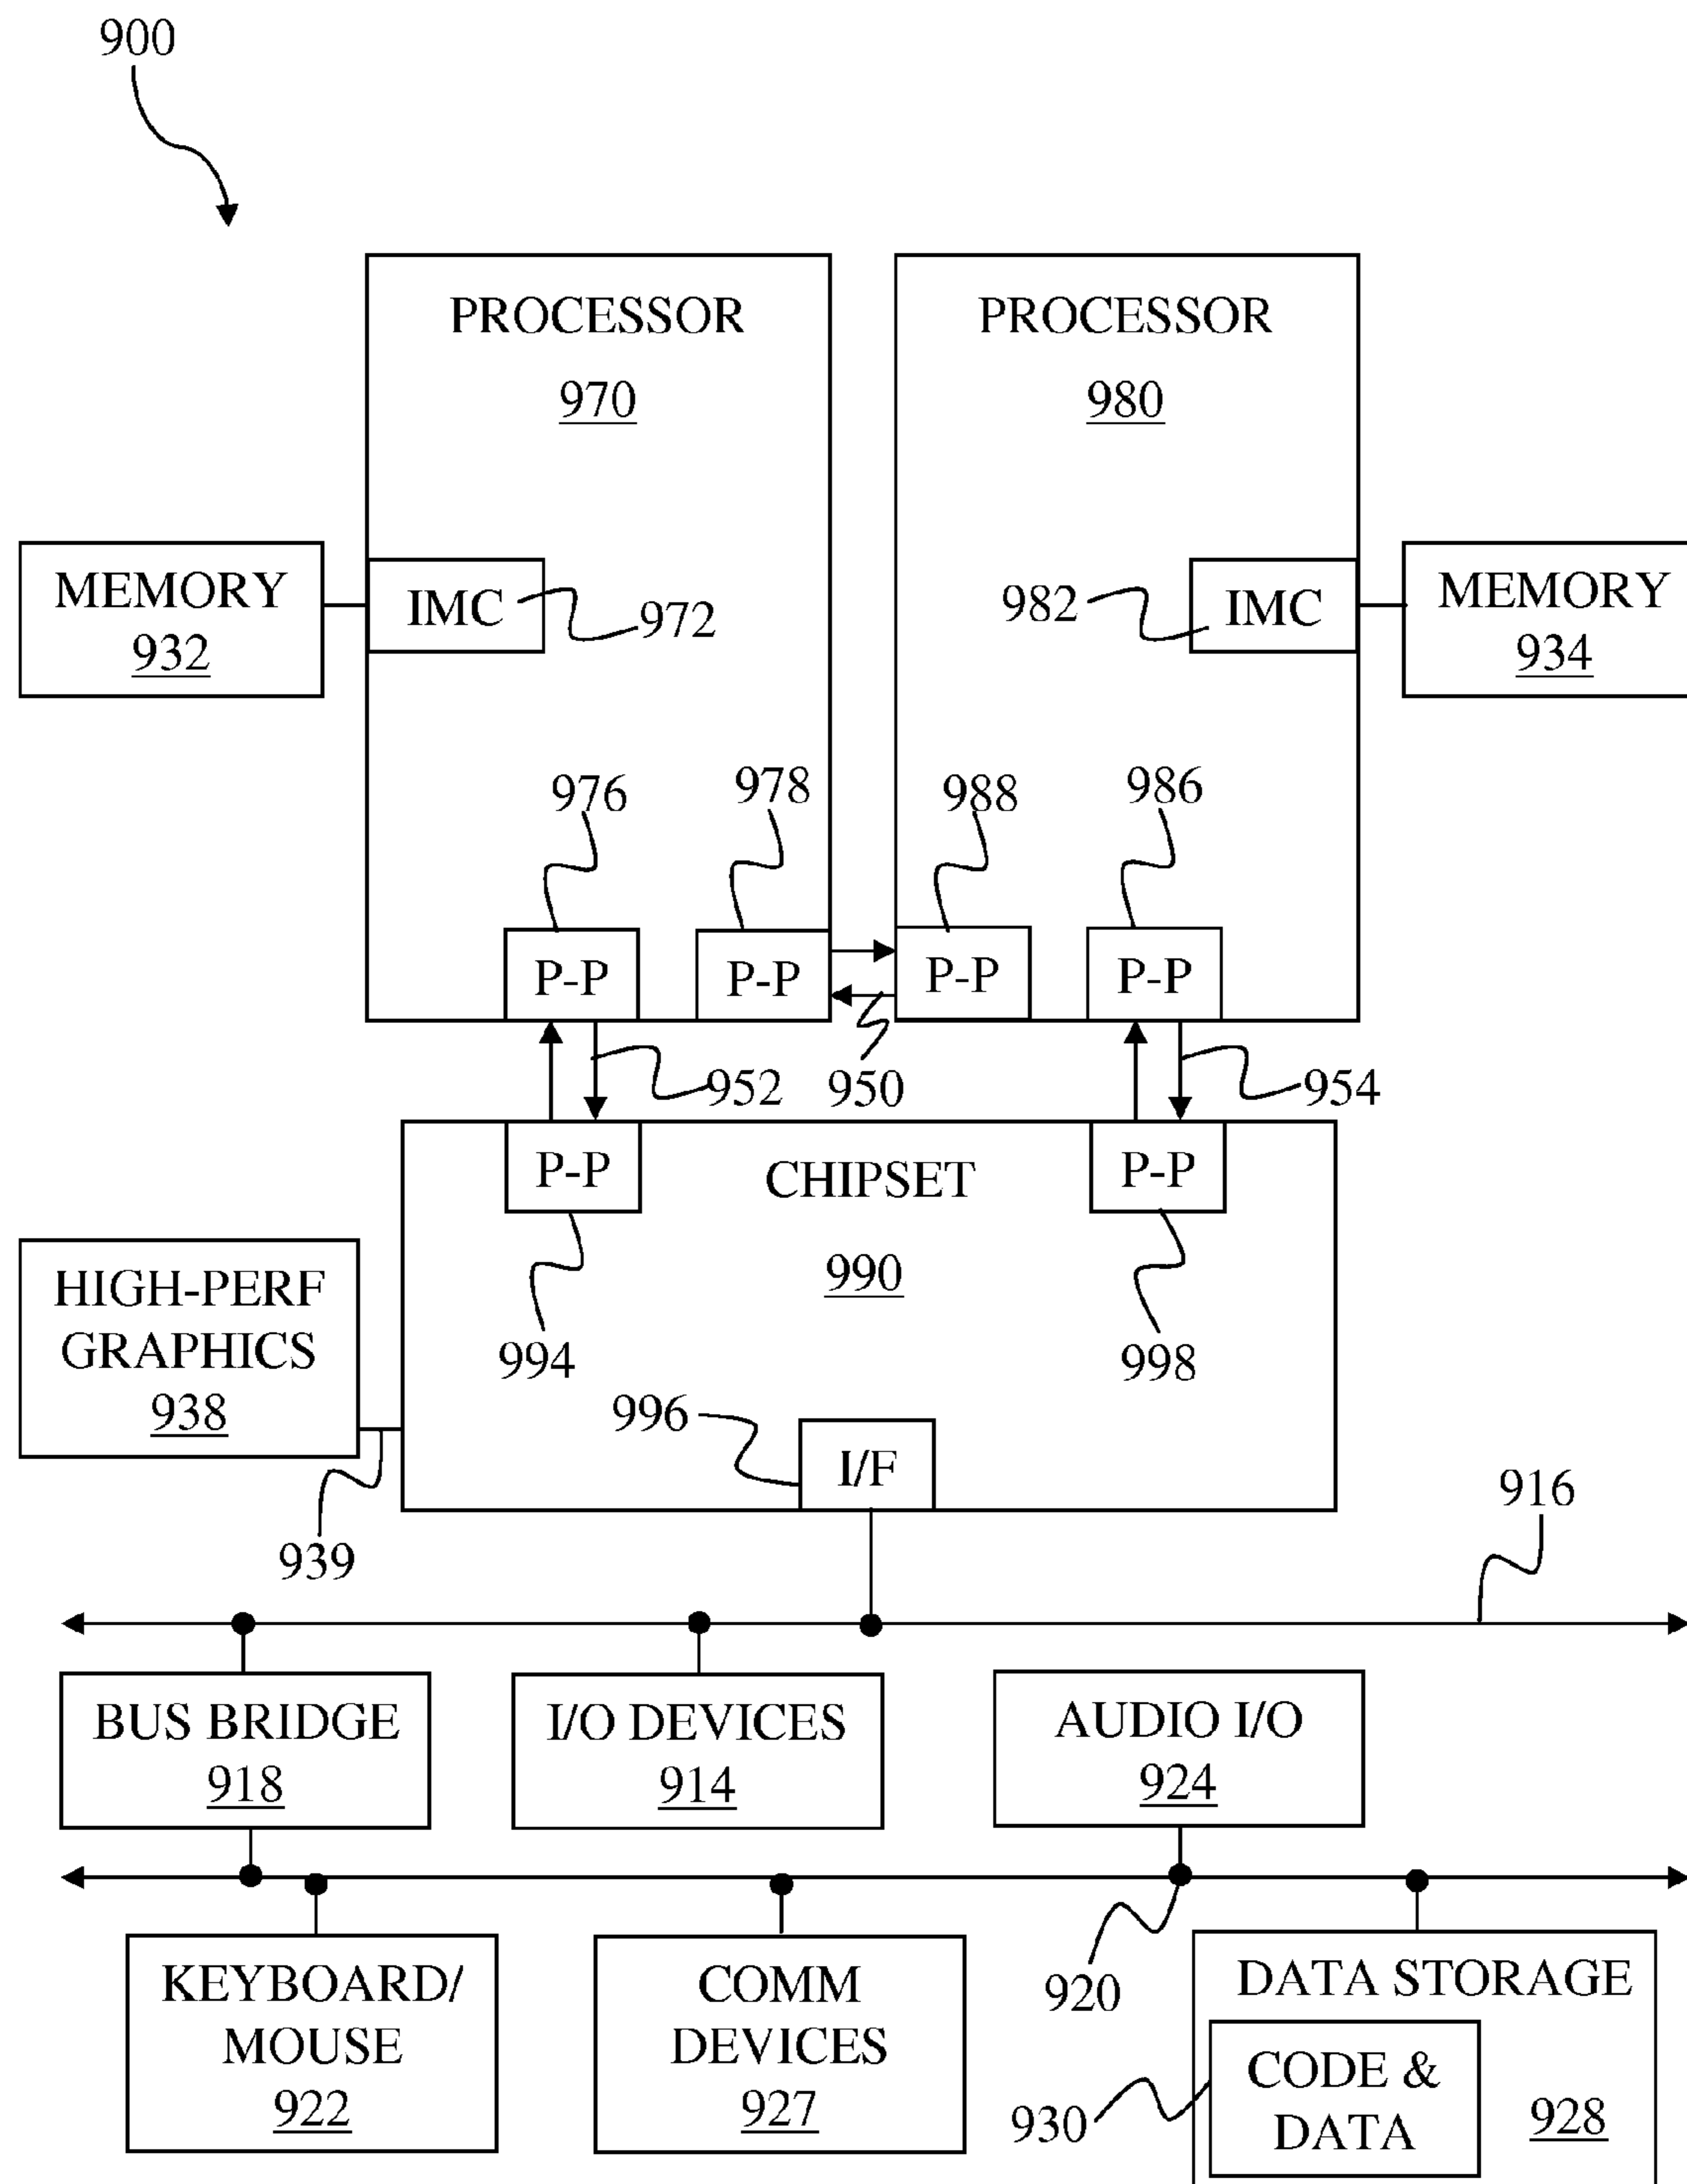 900
PROCESSOR
970
PROCESSOR
980
MEMORY
932
IMC
972
982
IMC
MEMORY
934
976
978
988
986
P-P
P-P
P-P
P-P
952
950
954
P-P
CHIPSET
P-P
990
994
998
HIGH-PERF
GRAPHICS
938
996
I/F
939
916
BUS BRIDGE
918
I/O DEVICES
914
AUDIO I/O
924
920
KEYBOARD/
MOUSE
922
COMM
DEVICES
927
DATA STORAGE
CODE &
DATA
930
928